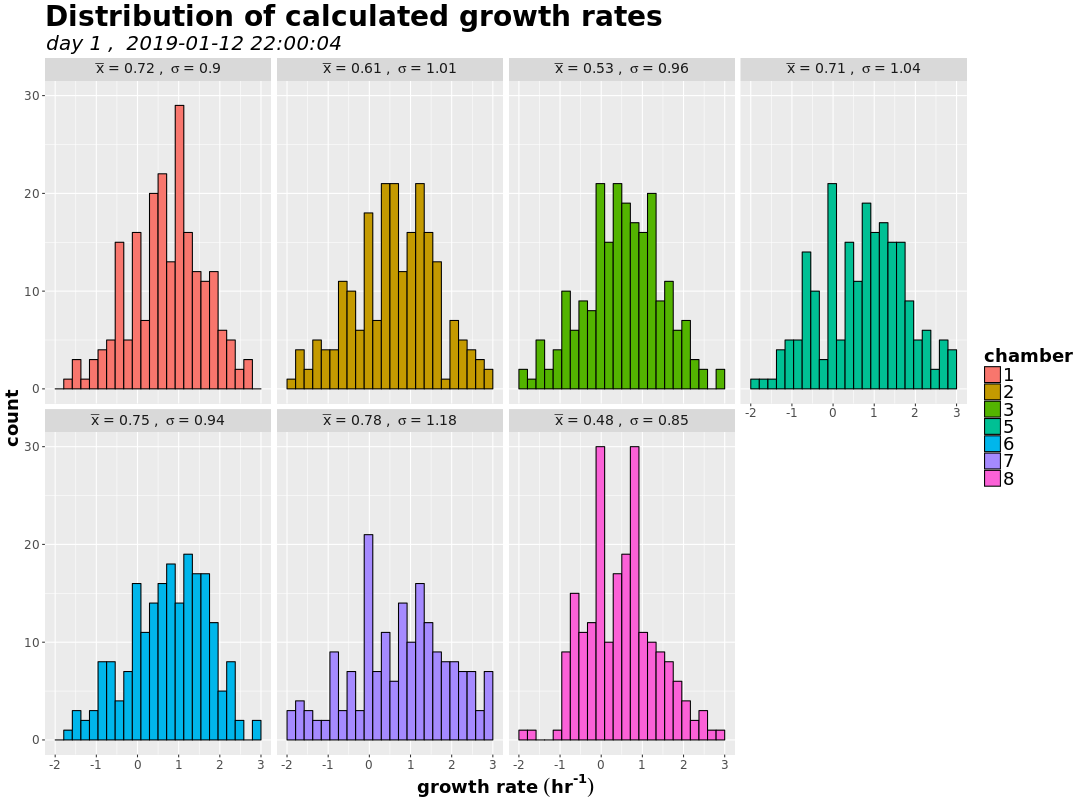 Distribution of calculated growth rates
day 1 ,  2019-01-12 22:00:04
x̅ = 0.72 ,  σ = 0.9
x̅ = 0.61 ,  σ = 1.01
x̅ = 0.53 ,  σ = 0.96
x̅ = 0.71 ,  σ = 1.04
30
20
10
0
-2 -1 0 1 2 3
x̅ = 0.75 ,  σ = 0.94
x̅ = 0.78 ,  σ = 1.18
x̅ = 0.48 ,  σ = 0.85
30
20
10
0
-2 -1 0 1 2 3
-2 -1 0 1 2 3
-2 -1 0 1 2 3
count
growth rate (hr⁻¹)
chamber
1
2
3
5
6
7
8